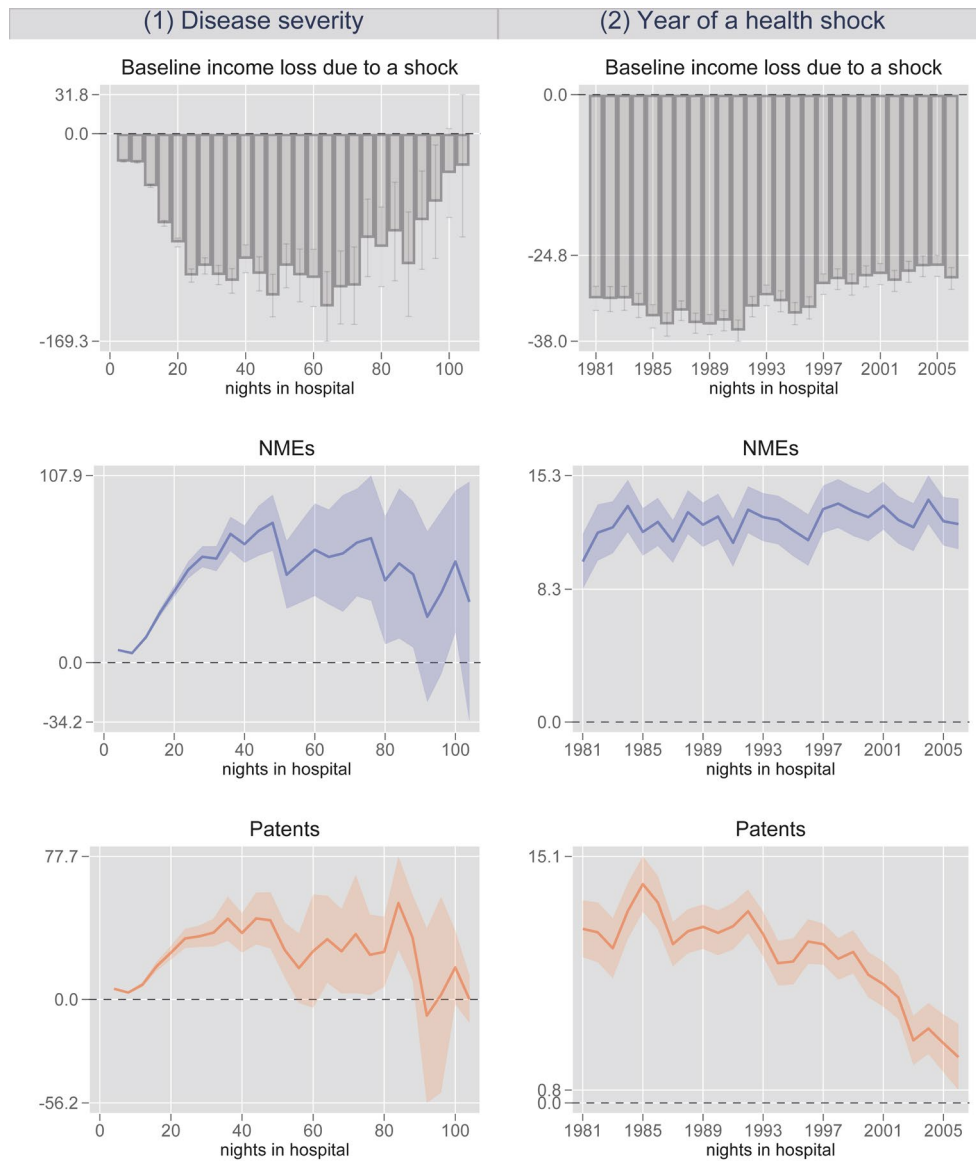 (1) Disease severity
(2) Year of a health shock
Baseline income loss due to a shock
31.8
0.0
-169.3
0 20 40 60 80 100
nights in hospital
Baseline income loss due to a shock
0.0
-24.8
-38.0
1981 1985 1989 1993 1997 2001 2005
nights in hospital
NMEs
107.9
0.0
-34.2
0 20 40 60 80 100
nights in hospital
NMEs
15.3
8.3
0.0
1981 1985 1989 1993 1997 2001 2005
nights in hospital
Patents
77.7
0.0
-56.2
0 20 40 60 80 100
nights in hospital
Patents
15.1
0.8
0.0
1981 1985 1989 1993 1997 2001 2005
nights in hospital